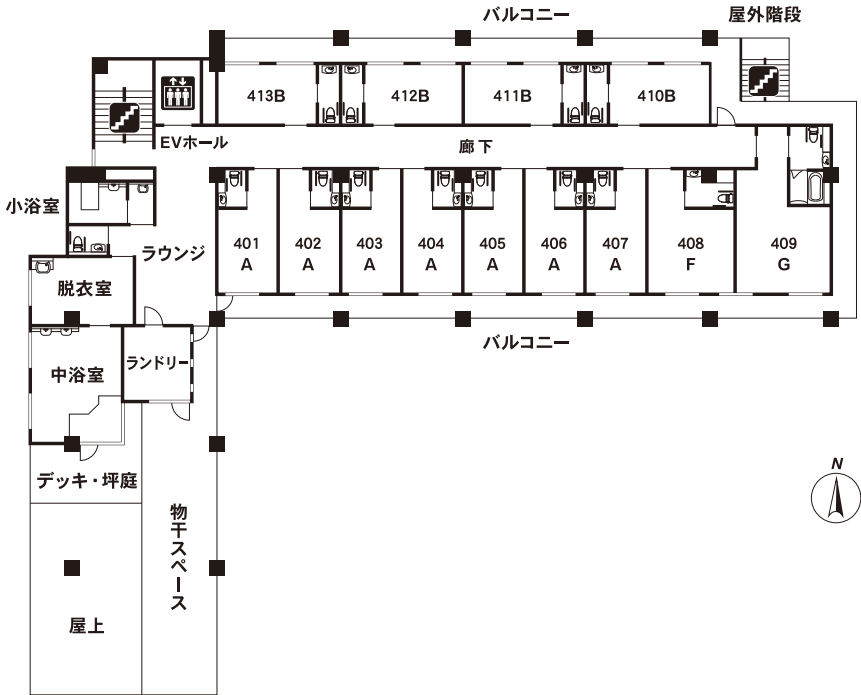 バルコニー
屋外階段
413B
412B
411B
410B
EVホール
廊下
小浴室
ラウンジ
401
A
402
A
403
A
404
A
405
A
406
A
407
A
408
F
409
G
脱衣室
バルコニー
ランドリー
中浴室
デッキ・坪庭
物干スペース
屋上
N